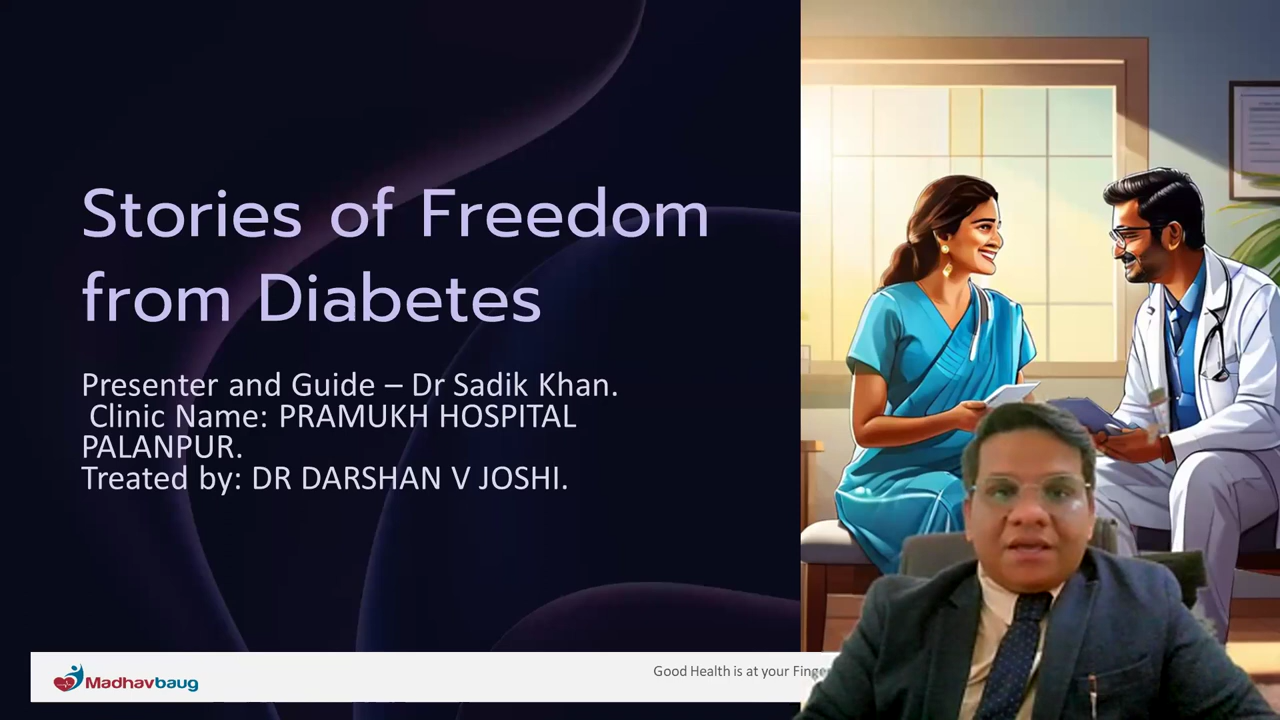 Stories of Freedom
from Diabetes
Presenter and Guide – Dr Sadik Khan.
Clinic Name: PRAMUKH HOSPITAL
PALANPUR.
Treated by: DR DARSHAN V JOSHI.
Madhavbaug
Good Health is at your